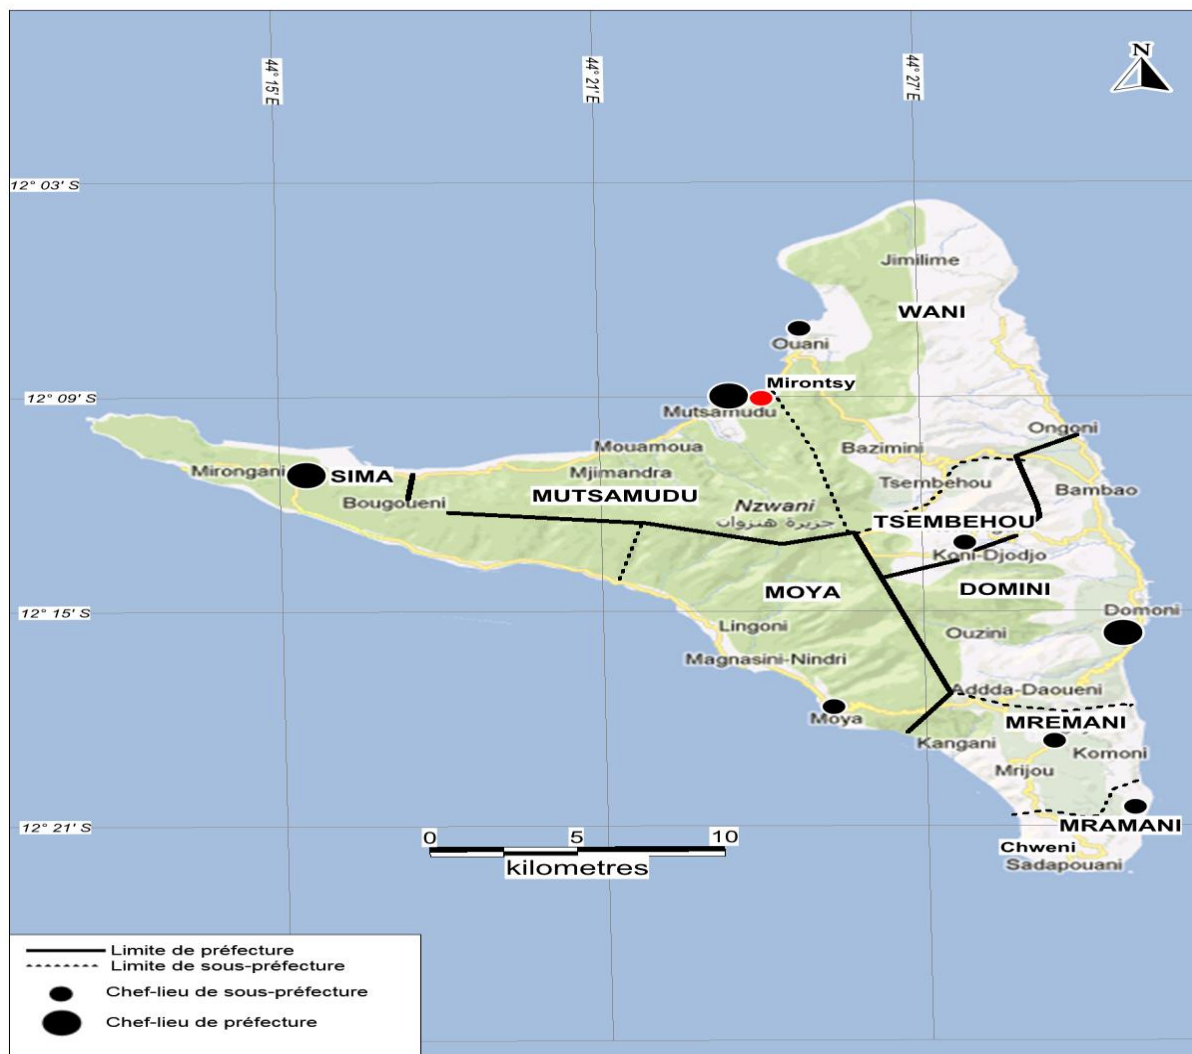 N
44° 15' E
44° 21' E
44° 27' E
12° 03' S
Jimilime
WANI
Ouani
Mirontsy
12° 09' S
Mutsamudu
Ongoni
Mouamoua
Bazimini
Mirongani
SIMA
Mjimandra
Tsembehou
Bambao
Bougoueni
MUTSAMUDU
Nzwani
جزيرة هنزوان
TSEMBEHOU
Koni-Djodjo
MOYA
DOMINI
12° 15' S
Domoni
Lingoni
Ouzini
Magnasini-Nindri
Addda-Daoueni
Moya
MREMANI
Kangani
Komoni
Mrijou
12° 21' S
0 5 10
kilometres
MRAMANI
Chweni
Sadapouani
Limite de préfecture
Limite de sous-préfecture
Chef-lieu de sous-préfecture
Chef-lieu de préfecture